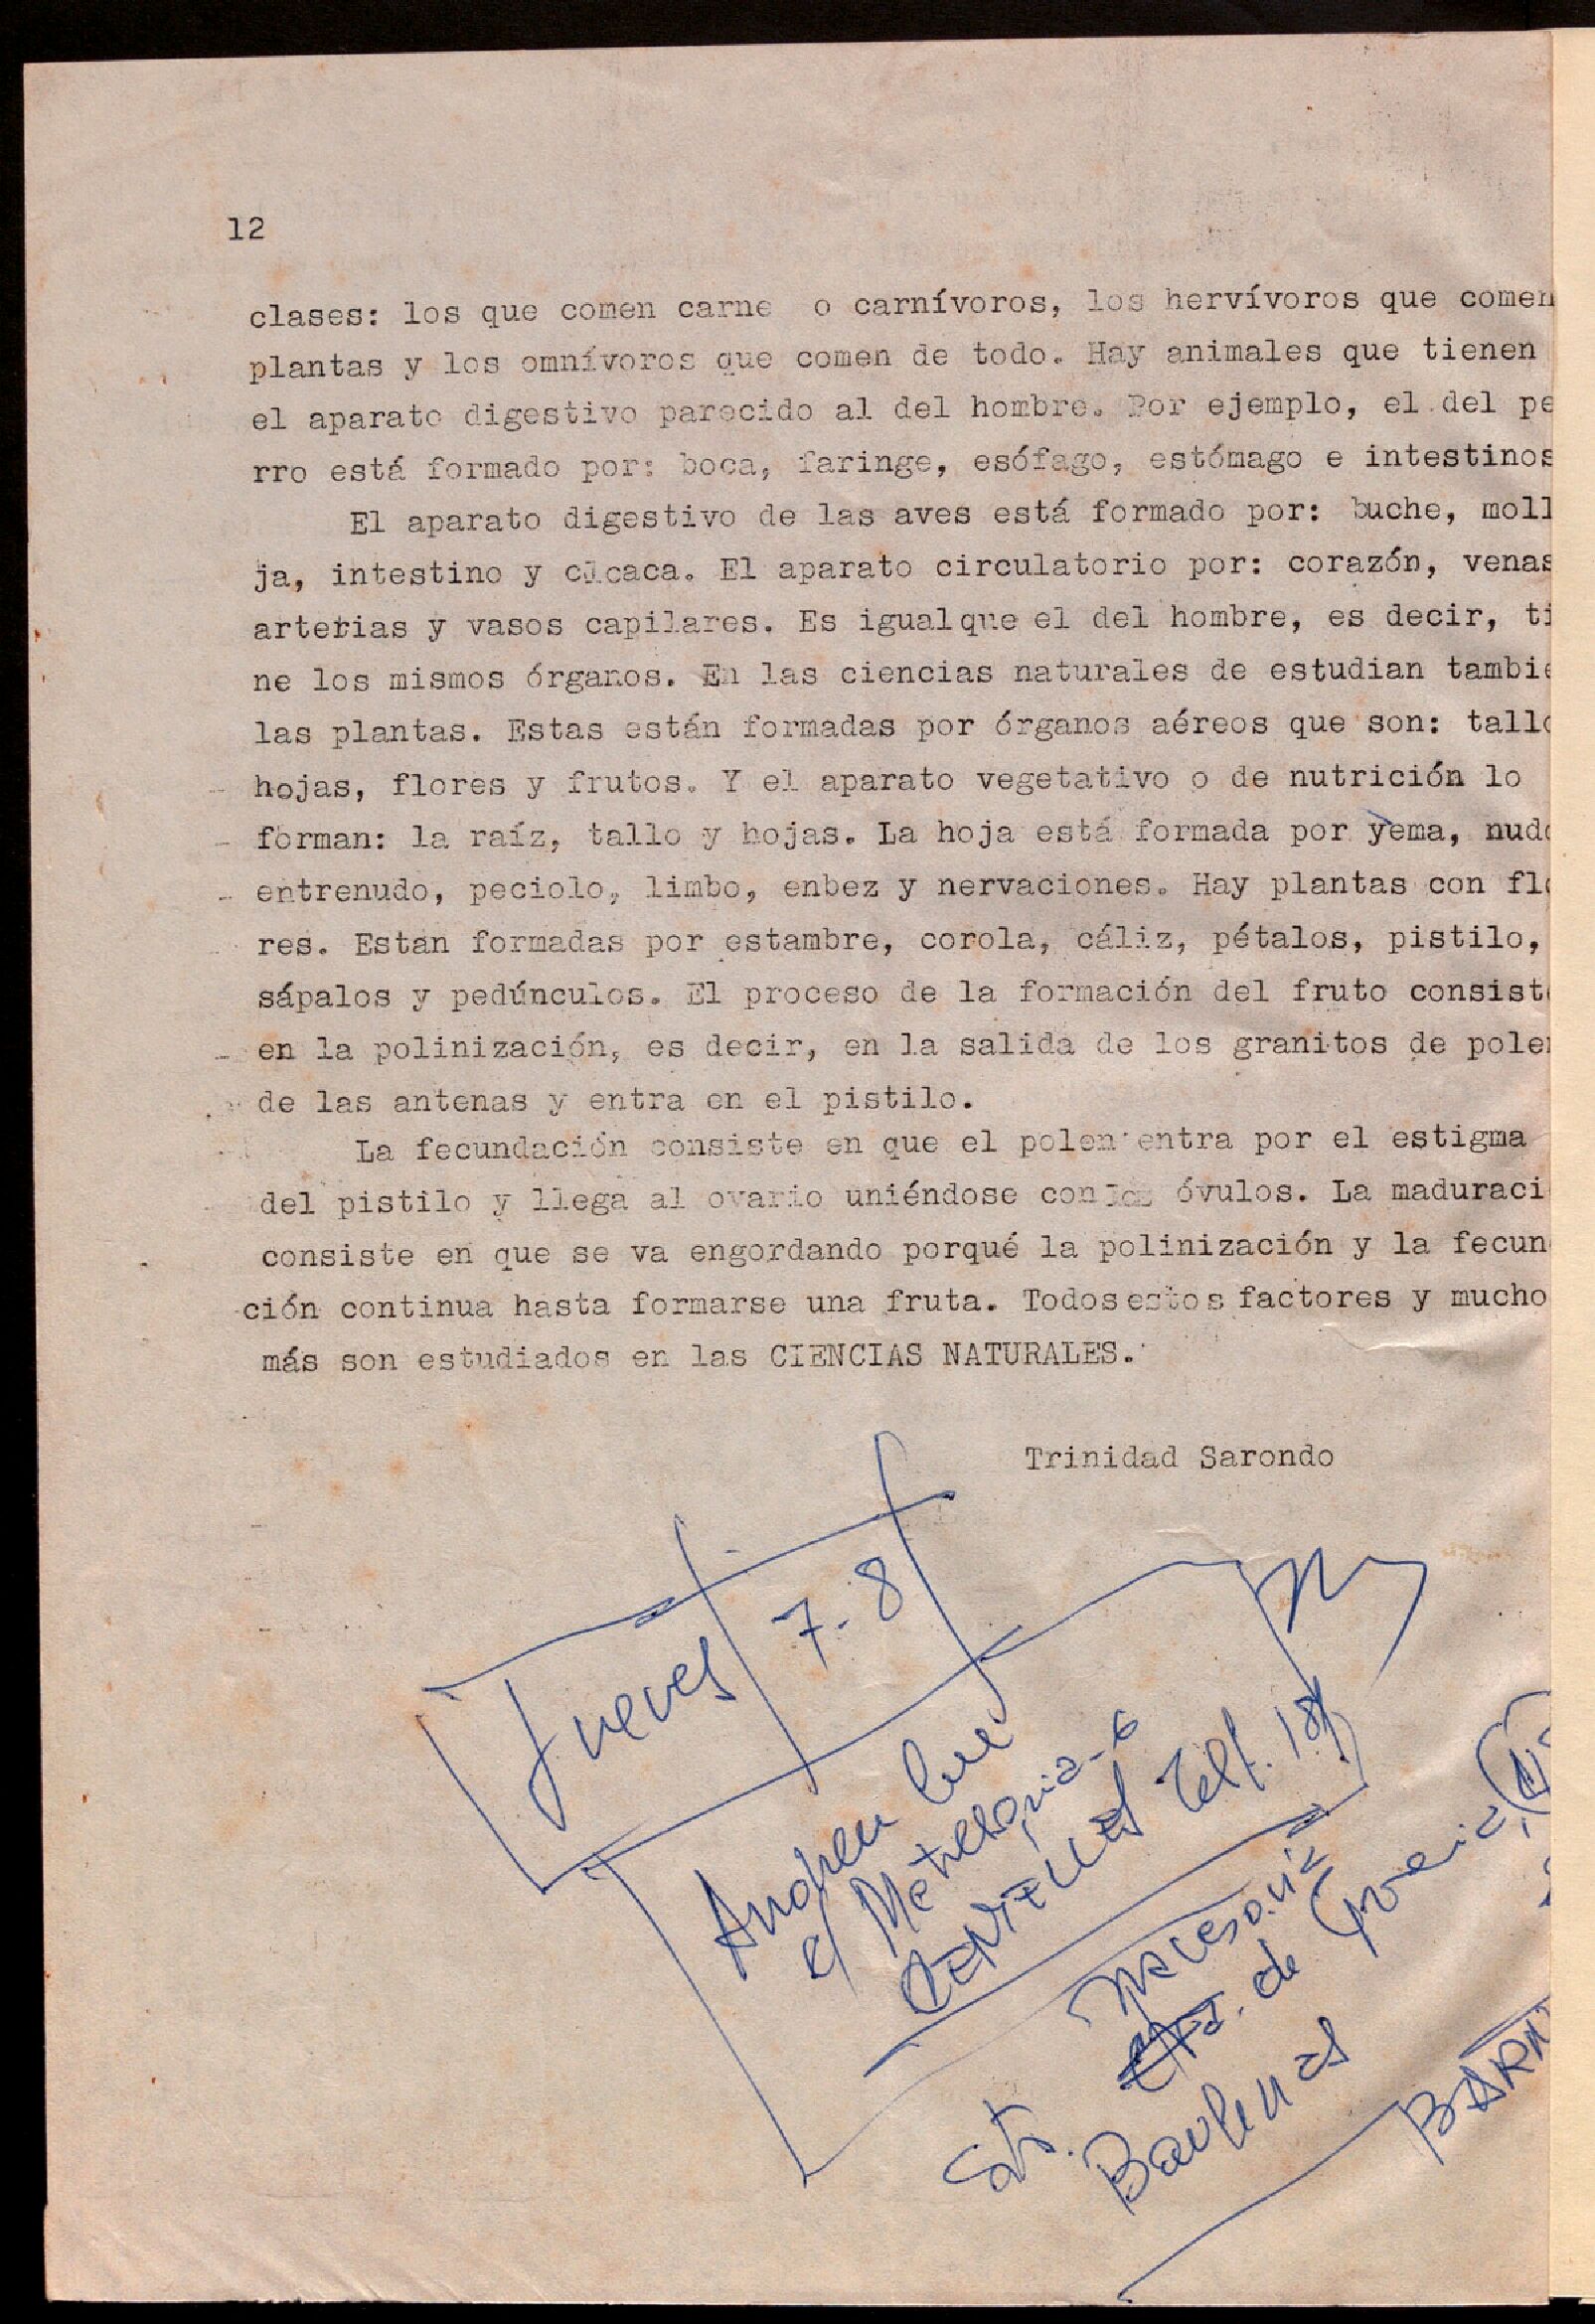 12
clases: los que comen carne o carnívoros, los hervívoros que comen
plantas y los omnívoros que comen de todo. Hay animales que tienen
el aparato digestivo parecido al del hombre. Por ejemplo, el del pe
rro está formado por: boca, faringe, esófago, estómago e intestinos
El aparato digestivo de las aves está formado por: buche, moll
ja, intestino y clcaca. El aparato circulatorio por: corazón, venas
arterias y vasos capilares. Es igual que el del hombre, es decir, ti
ne los mismos órganos. En las ciencias naturales de estudian tambie
las plantas. Estas están formadas por órganos aéreos que son: tallo
hojas, flores y frutos. Y el aparato vegetativo o de nutrición lo
forman: la raíz, tallo y hojas. La hoja está formada por yema, nudo
entrenudo, peciolo, limbo, enbez y nervaciones. Hay plantas con flo
res. Estan formadas por estambre, corola, cáliz, pétalos, pistilo,
sápalos y pedúnculos. El proceso de la formación del fruto consiste
en la polinización, es decir, en la salida de los granitos de polen
de las antenas y entra en el pistilo.
La fecundación consiste en que el polen entra por el estigma
del pistilo y llega al ovario uniéndose con los óvulos. La maduraci
consiste en que se va engordando porqué la polinización y la fecun
ción continua hasta formarse una fruta. Todos estos factores y mucho
más son estudiados en las CIENCIAS NATURALES.
Trinidad Sarondo
Jueves 7-8
Andreu
c/
Telf. 18
de